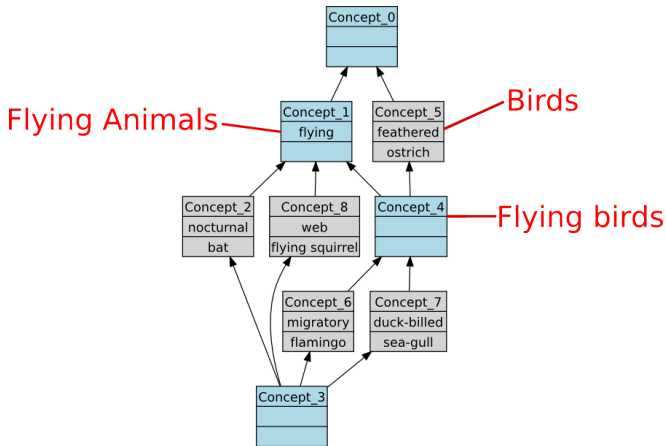 Concept_0
Flying Animals
Concept_1
flying
Concept_5
feathered
ostrich
Birds
Concept_2
nocturnal
bat
Concept_8
web
flying squirrel
Concept_4
Flying birds
Concept_6
migratory
flamingo
Concept_7
duck-billed
sea-gull
Concept_3